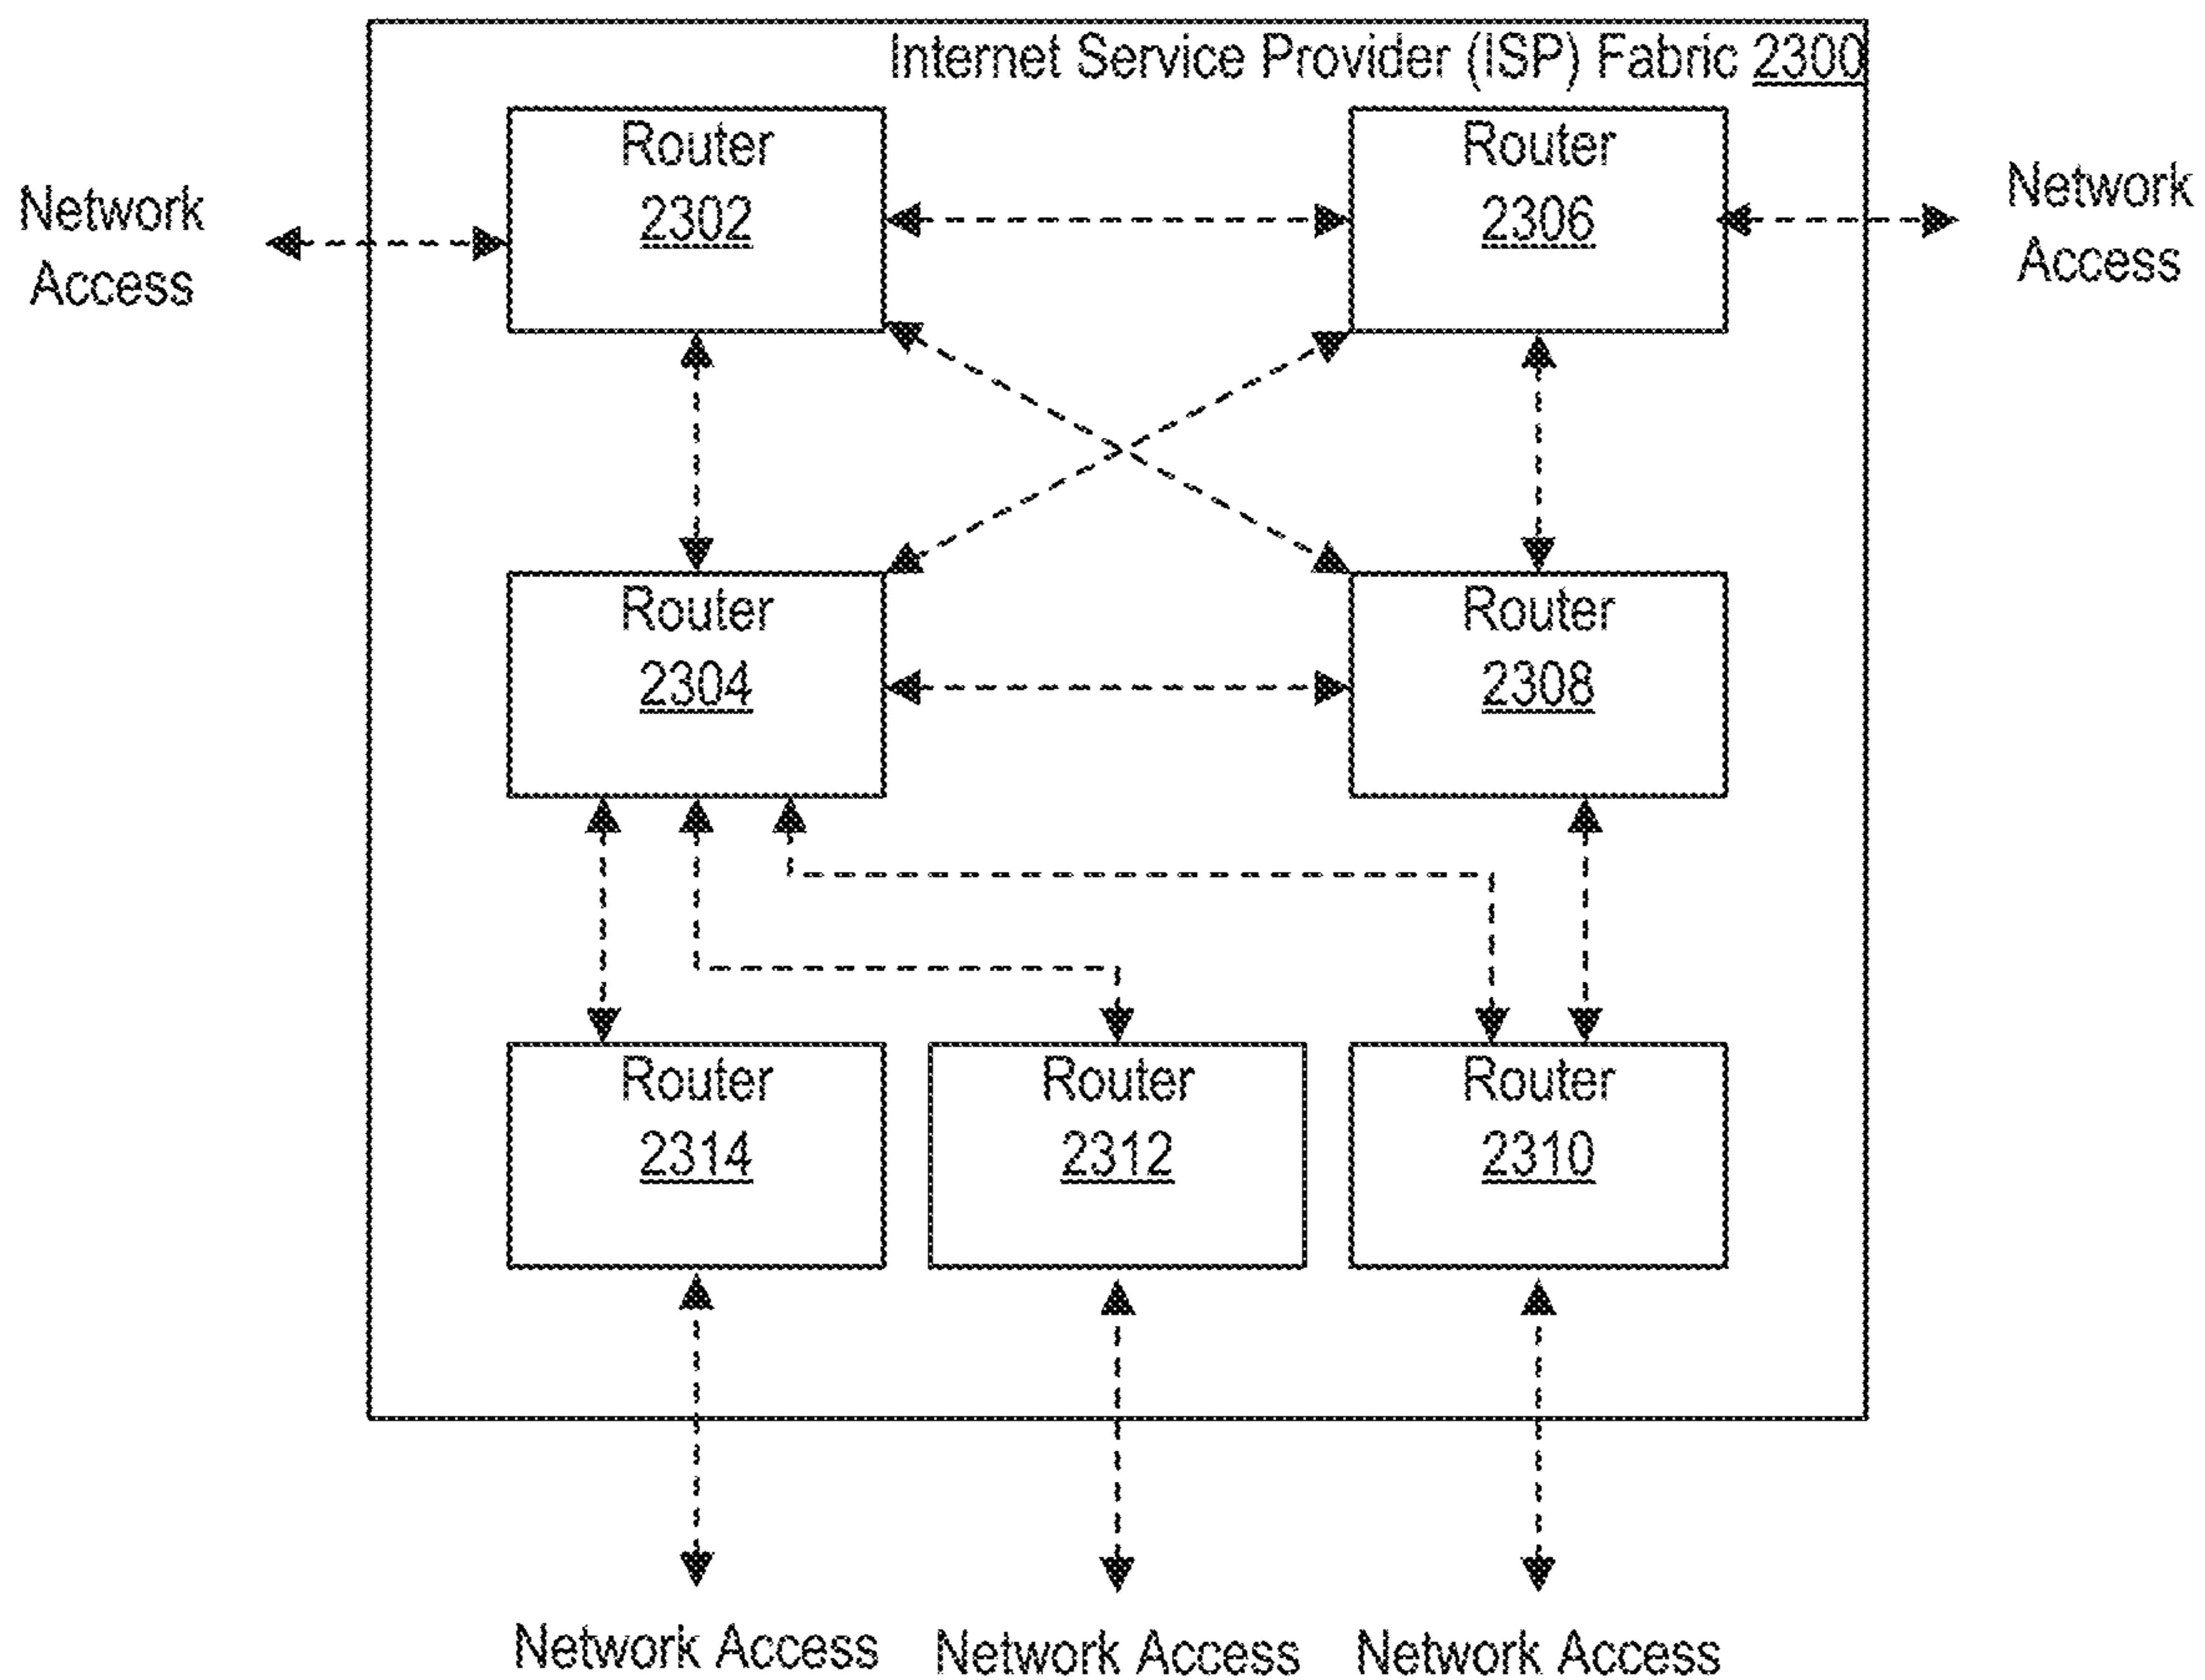 Internet Service Provider (ISP) Fabric 2300
Router
2302
Router
2306
Network
Access
Network
Access
Router
2304
Router
2308
Router
2314
Router
2312
Router
2310
Network Access
Network Access
Network Access